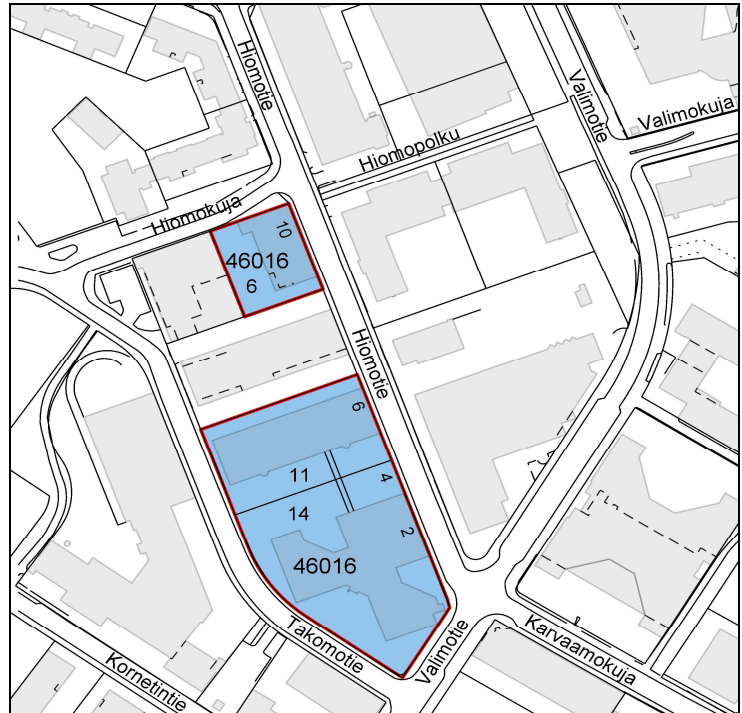 Hiomotie
Valimotie
Valimokuja
Hiomopolku
Hiomokuja
10
46016
6
Hiomotie
6
11
4
14
2
46016
Takomotie
Valimotie
Karvaamokuja
Kornetintie